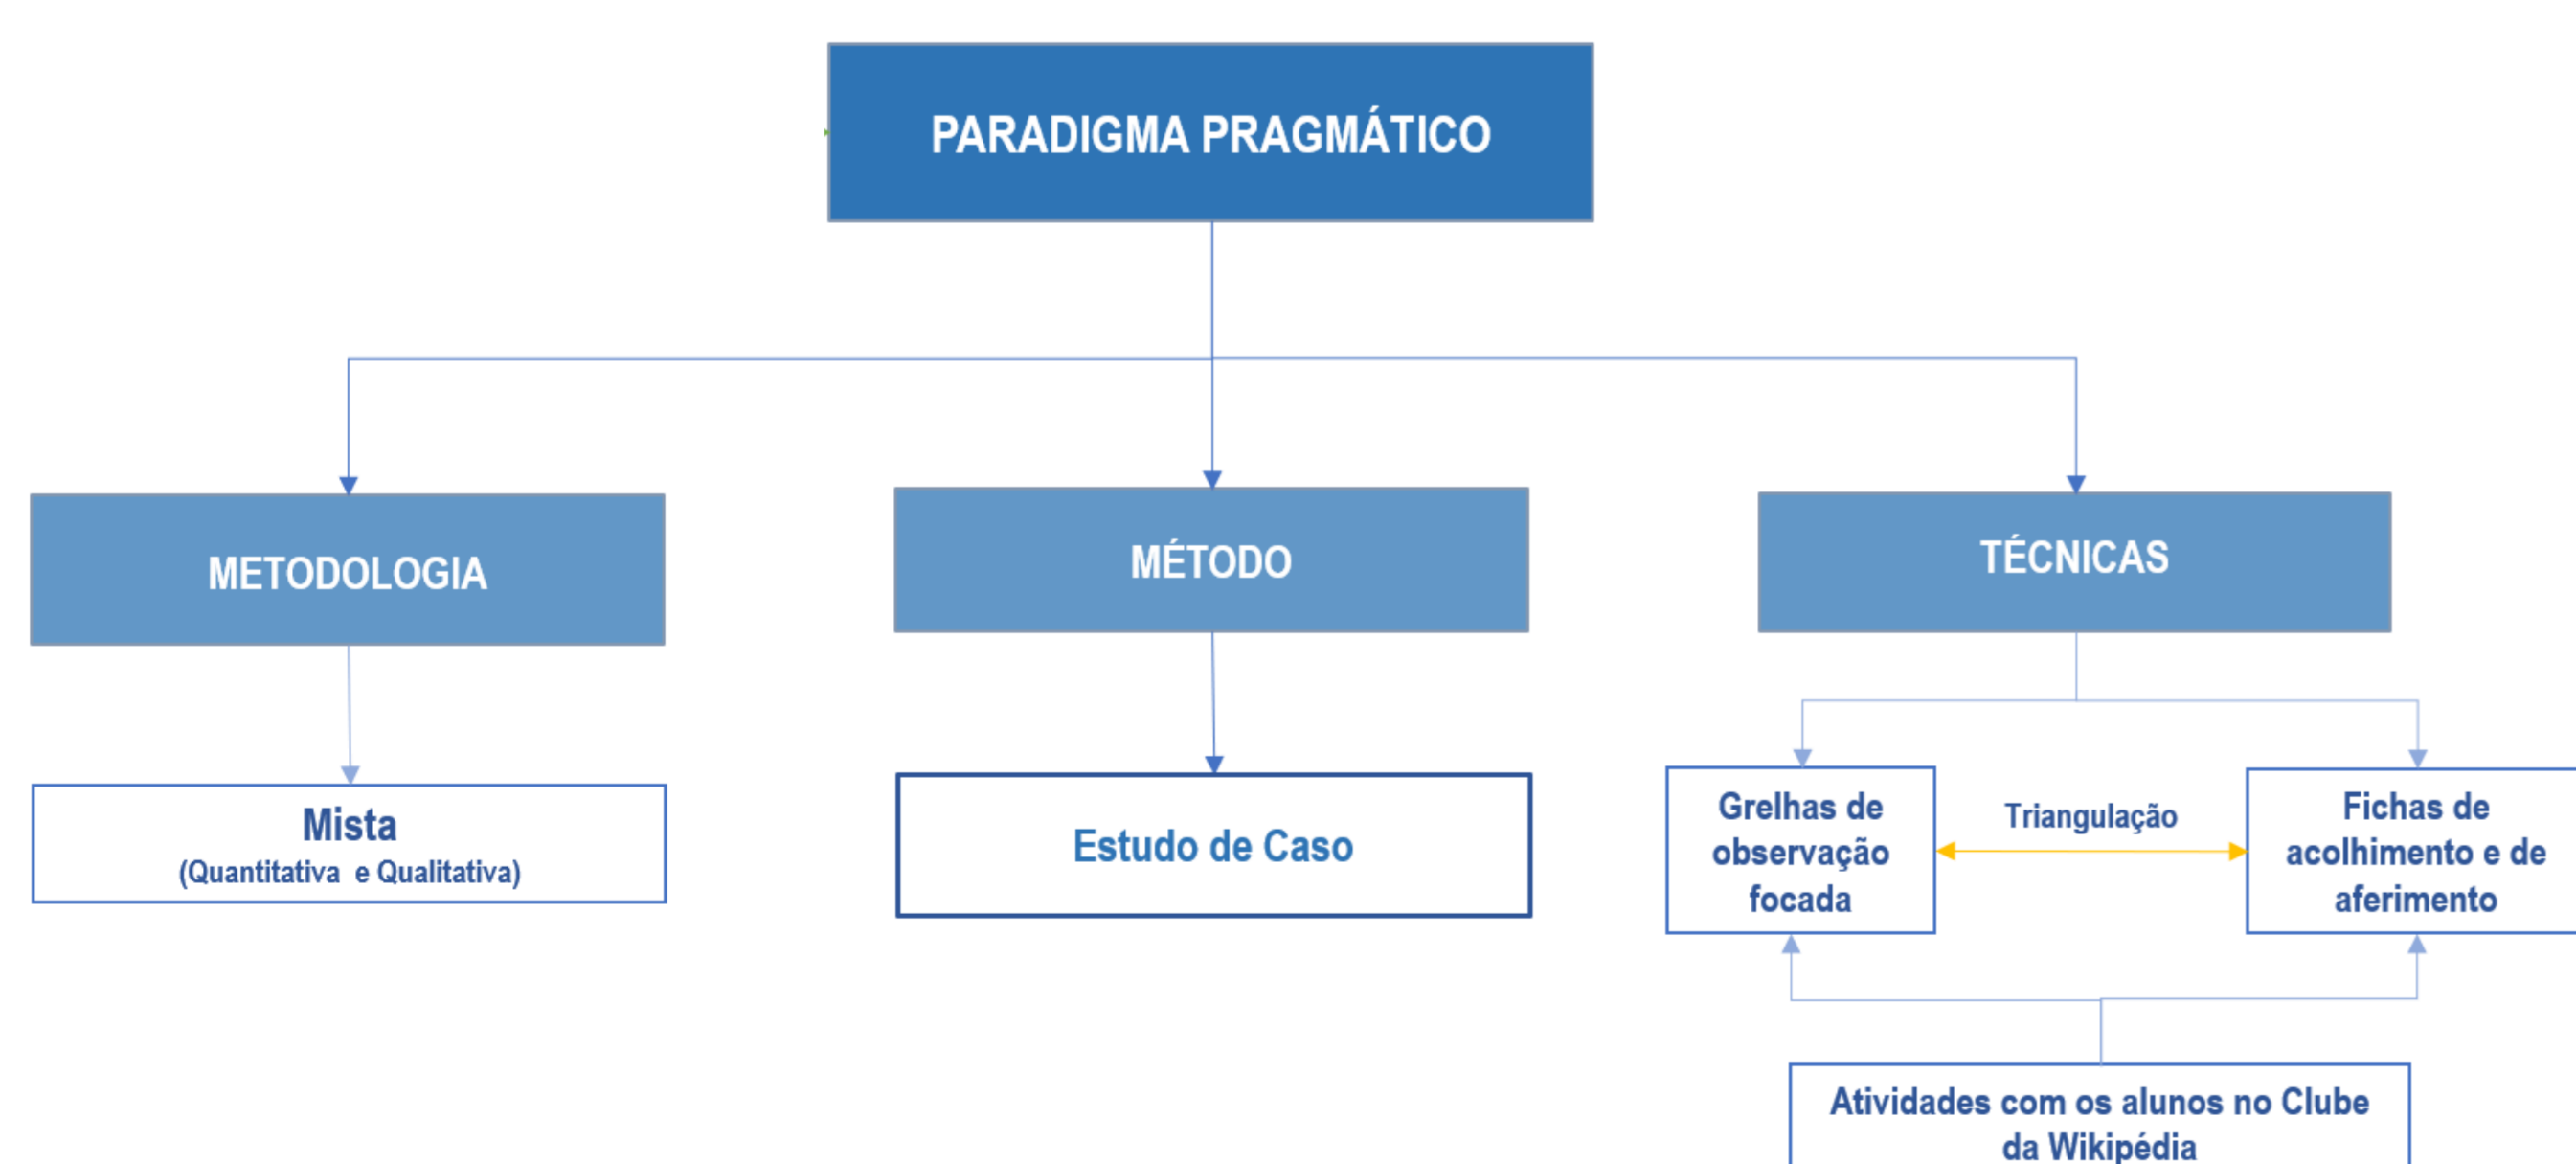 PARADIGMA PRAGMÁTICO
METODOLOGIA
MÉTODO
TÉCNICAS
Mista
(Quantitativa e Qualitativa)
Estudo de Caso
Grelhas de
observação
focada
Triangulação
Fichas de
acolhimento e de
aferimento
Atividades com os alunos no Clube
da Wikipédia